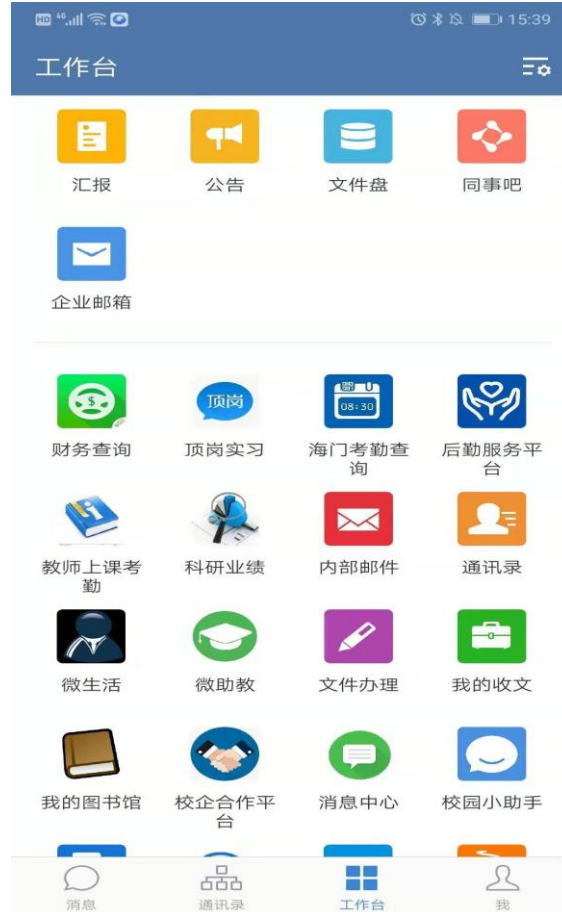 HD 4G 15:39
工作台
汇报 公告 文件盘 同事吧
企业邮箱
$ 顶岗 08:30
财务查询 顶岗实习 海门考勤查 后勤服务平
询 台
教师上课考 科研业绩 内部邮件 通讯录
勤
微生活 微助教 文件办理 我的收文
我的图书馆 校企合作平 消息中心 校园小助手
台
消息 通讯录 工作台 我